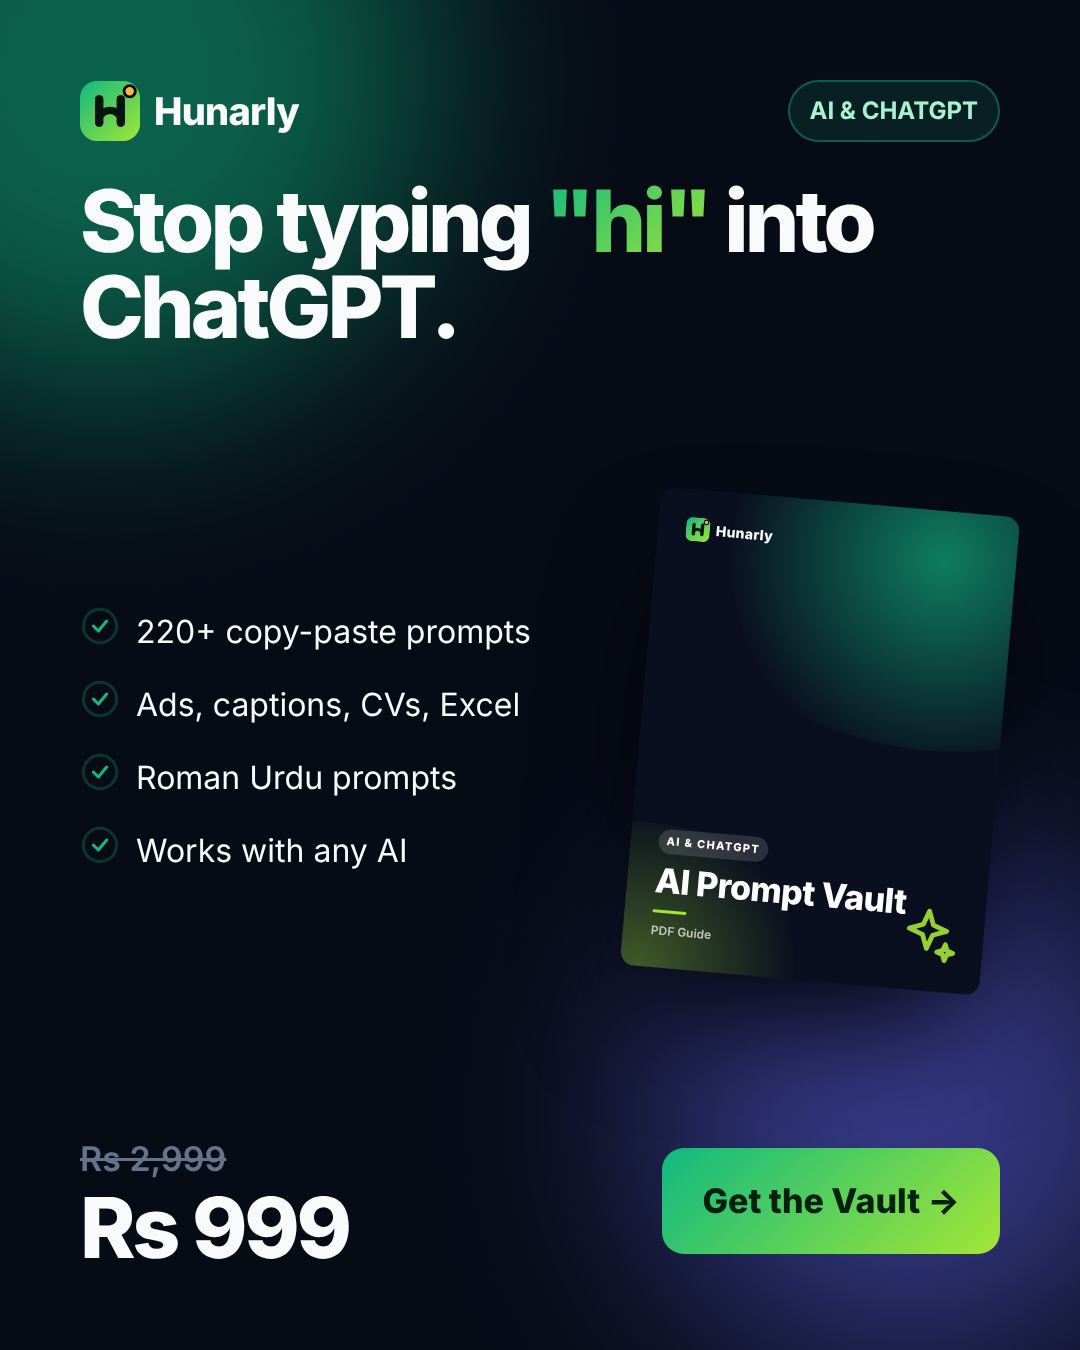 Hunarly
AI & CHATGPT
Stop typing "hi" into
ChatGPT.
220+ copy-paste prompts
Ads, captions, CVs, Excel
Roman Urdu prompts
Works with any AI
Hunarly
AI & CHATGPT
AI Prompt Vault
PDF Guide
Rs 2,999
Rs 999
Get the Vault →